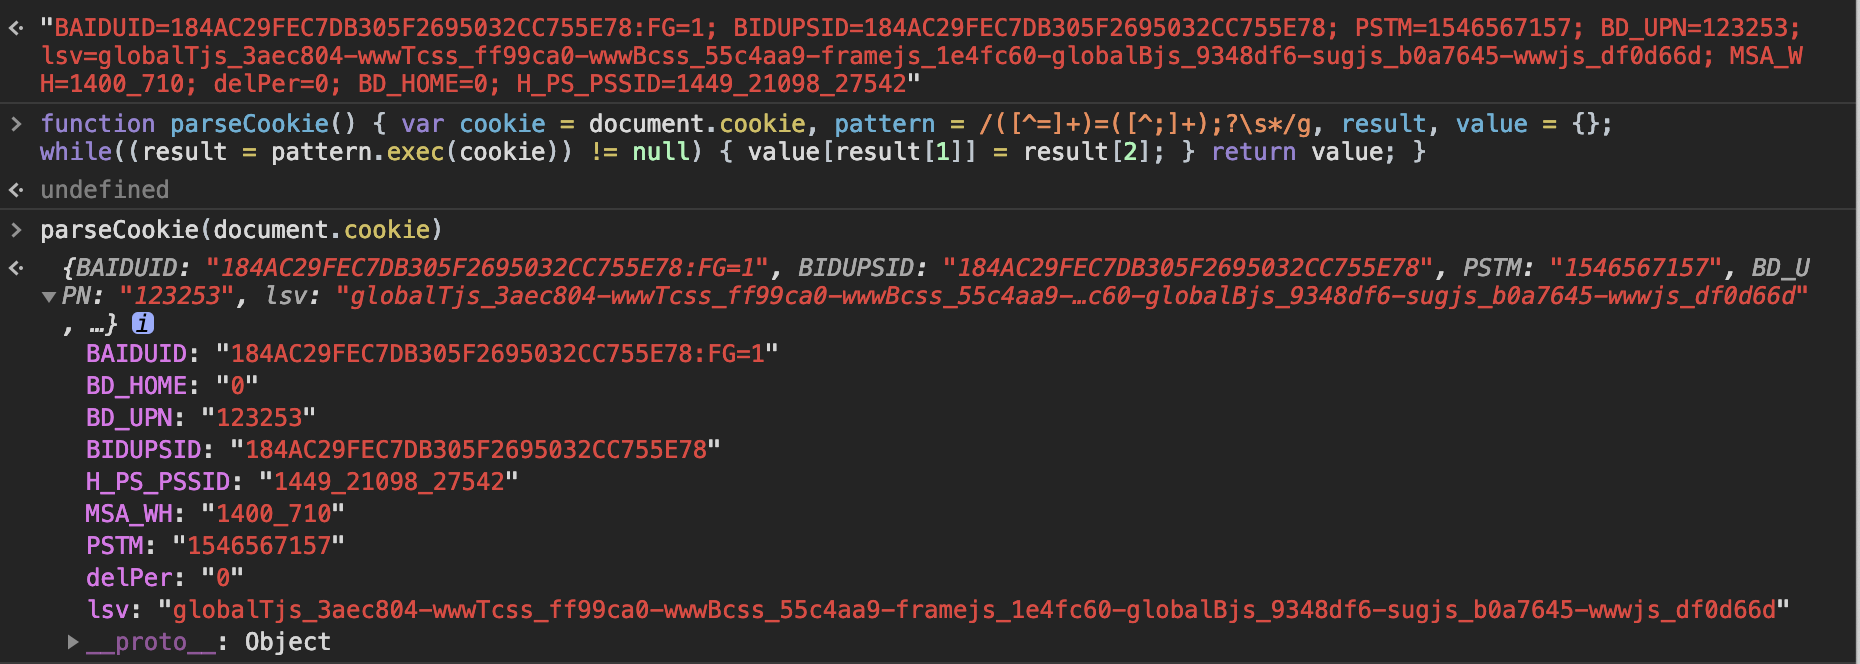 "BAIDUID=184AC29FEC7DB305F2695032CC755E78:FG=1; BIDUPSID=184AC29FEC7DB305F2695032CC755E78; PSTM=1546567157; BD_UPN=123253;
lsv=globalTjs_3aec804-wwwTcss_ff99ca0-wwwBcss_55c4aa9-framejs_1e4fc60-globalBjs_9348df6-sugjs_b0a7645-wwwjs_df0d66d; MSA_W
H=1400_710; delPer=0; BD_HOME=0; H_PS_PSSID=1449_21098_27542"
function parseCookie() { var cookie = document.cookie, pattern = /([^=]+)=([^;]+);?\s*/g, result, value = {};
while((result = pattern.exec(cookie)) != null) { value[result[1]] = result[2]; } return value; }
undefined
parseCookie(document.cookie)
{BAIDUID: "184AC29FEC7DB305F2695032CC755E78:FG=1", BIDUPSID: "184AC29FEC7DB305F2695032CC755E78", PSTM: "1546567157", BD_U
PN: "123253", lsv: "globalTjs_3aec804-wwwTcss_ff99ca0-wwwBcss_55c4aa9-…c60-globalBjs_9348df6-sugjs_b0a7645-wwwjs_df0d66d"
, …} i
BAIDUID: "184AC29FEC7DB305F2695032CC755E78:FG=1"
BD_HOME: "0"
BD_UPN: "123253"
BIDUPSID: "184AC29FEC7DB305F2695032CC755E78"
H_PS_PSSID: "1449_21098_27542"
MSA_WH: "1400_710"
PSTM: "1546567157"
delPer: "0"
lsv: "globalTjs_3aec804-wwwTcss_ff99ca0-wwwBcss_55c4aa9-framejs_1e4fc60-globalBjs_9348df6-sugjs_b0a7645-wwwjs_df0d66d"
__proto__: Object